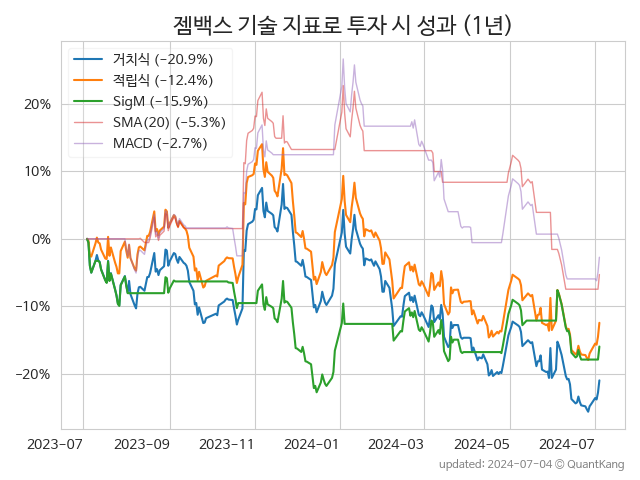 젬백스 기술 지표로 투자 시 성과 (1년)
거치식 (−20.9%)
적립식 (−12.4%)
SigM (−15.9%)
SMA(20) (−5.3%)
MACD (−2.7%)
20%
10%
0%
−10%
−20%
2023-07
2023-09
2023-11
2024-01
2024-03
2024-05
2024-07
updated: 2024-07-04 ⓒ QuantKang